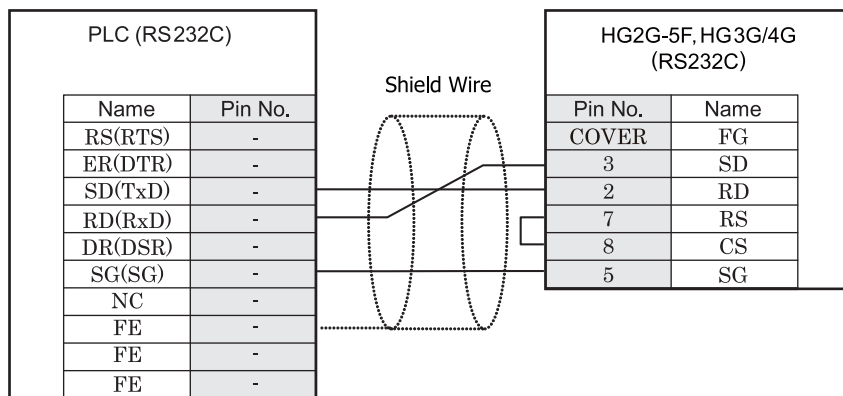 PLC (RS232C)
HG2G-5F, HG3G/4G
(RS232C)
Shield Wire
Name Pin No.
RS(RTS) -
ER(DTR) -
SD(TxD) -
RD(RxD) -
DR(DSR) -
SG(SG) -
NC -
FE -
FE -
FE -
Pin No. Name
COVER FG
3 SD
2 RD
7 RS
8 CS
5 SG